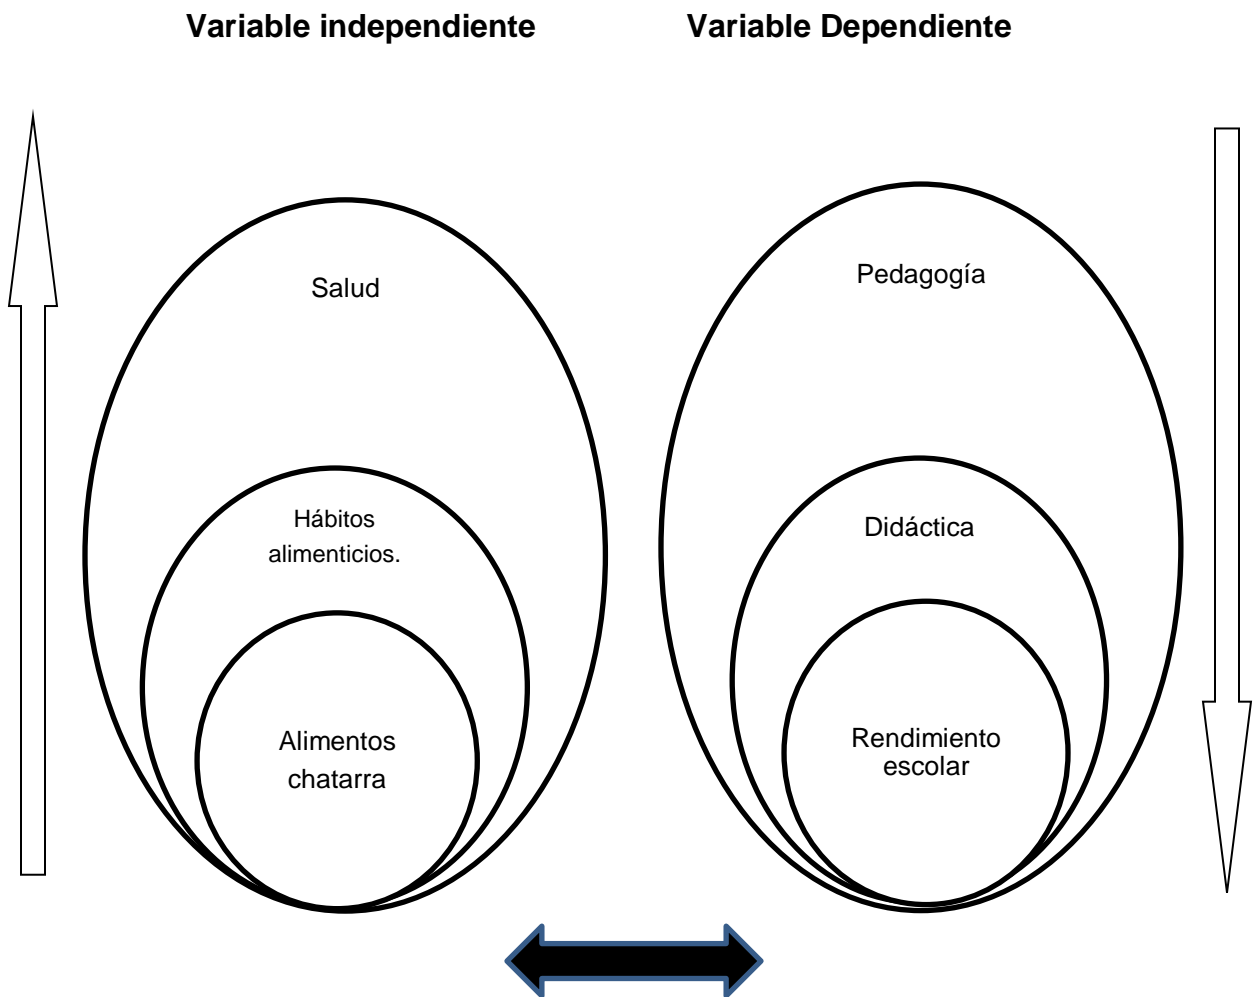 Variable independiente
Variable Dependiente
Salud
Hábitos
alimenticios.
Alimentos
chatarra
Pedagogía
Didáctica
Rendimiento
escolar